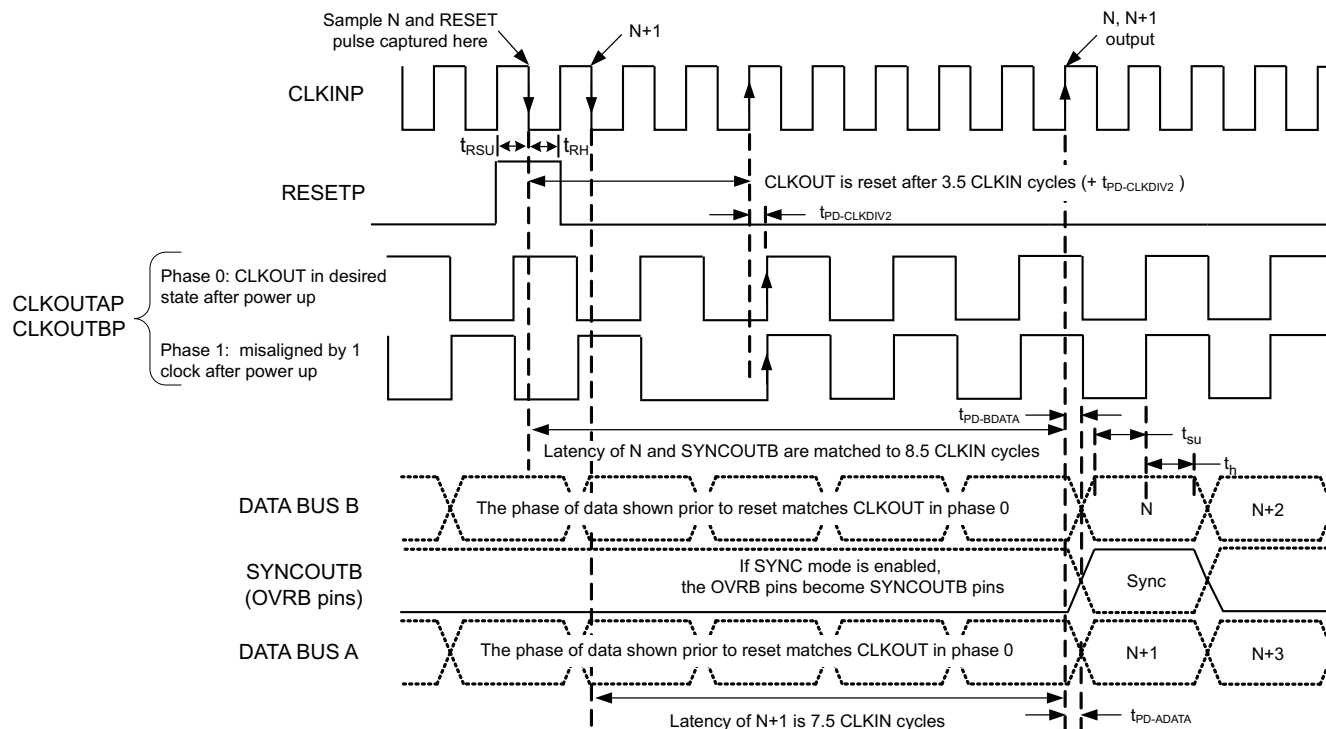 Sample N and RESET
pulse captured here
N+1
N, N+1
output
CLKINP
tRSU
tRH
CLKOUT is reset after 3.5 CLKIN cycles (+ tPD-CLKDIV2 )
RESETP
tPD-CLKDIV2
CLKOUTAP
CLKOUTBP
Phase 0: CLKOUT in desired
state after power up
Phase 1:  misaligned by 1
clock after power up
tPD-BDATA
tsu
Latency of N and SYNCOUTB are matched to 8.5 CLKIN cycles
th
DATA BUS B
The phase of data shown prior to reset matches CLKOUT in phase 0
N
N+2
SYNCOUTB
(OVRB pins)
If SYNC mode is enabled,
the OVRB pins become SYNCOUTB pins
Sync
DATA BUS A
The phase of data shown prior to reset matches CLKOUT in phase 0
N+1
N+3
Latency of N+1 is 7.5 CLKIN cycles
tPD-ADATA